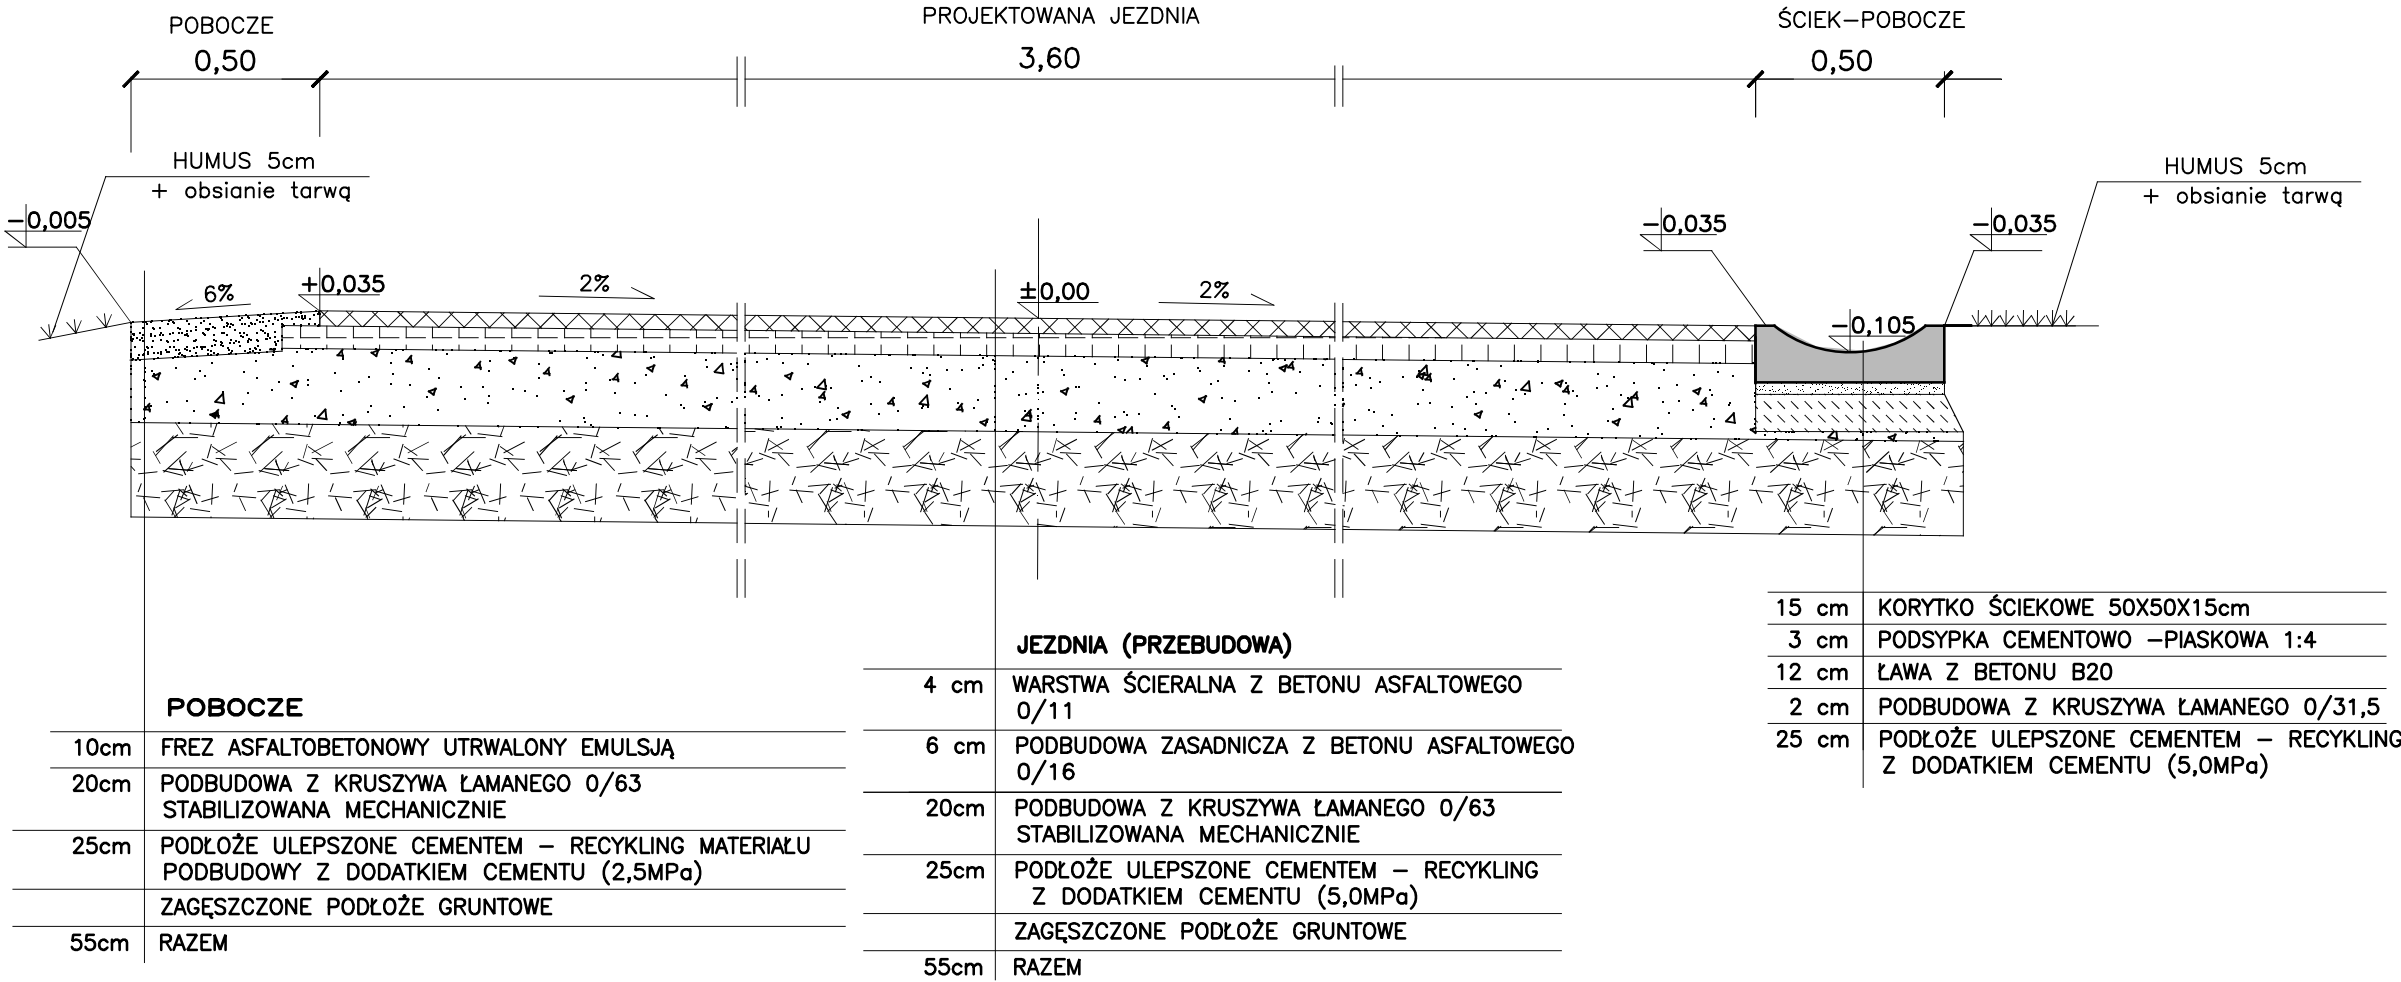 POBOCZE
0,50
PROJEKTOWANA JEZDNIA
3,60
ŚCIEK-POBOCZE
0,50
HUMUS 5cm
+ obsianie tarwą
HUMUS 5cm
+ obsianie tarwą
-0,005
-0,035
-0,035
6%
+0,035
2%
±0,00
2%
-0,105
POBOCZE
10cm FREZ ASFALTOBETONOWY UTRWALONY EMULSJĄ
20cm PODBUDOWA Z KRUSZYWA ŁAMANEGO 0/63
STABILIZOWANA MECHANICZNIE
25cm PODŁOŻE ULEPSZONE CEMENTEM - RECYKLING MATERIAŁU
PODBUDOWY Z DODATKIEM CEMENTU (2,5MPa)
ZAGĘSZCZONE PODŁOŻE GRUNTOWE
55cm RAZEM
JEZDNIA (PRZEBUDOWA)
4 cm WARSTWA ŚCIERALNA Z BETONU ASFALTOWEGO
0/11
6 cm PODBUDOWA ZASADNICZA Z BETONU ASFALTOWEGO
0/16
20cm PODBUDOWA Z KRUSZYWA ŁAMANEGO 0/63
STABILIZOWANA MECHANICZNIE
25cm PODŁOŻE ULEPSZONE CEMENTEM - RECYKLING
Z DODATKIEM CEMENTU (5,0MPa)
ZAGĘSZCZONE PODŁOŻE GRUNTOWE
55cm RAZEM
15 cm KORYTKO ŚCIEKOWE 50X50X15cm
3 cm PODSYPKA CEMENTOWO -PIASKOWA 1:4
12 cm ŁAWA Z BETONU B20
2 cm PODBUDOWA Z KRUSZYWA ŁAMANEGO 0/31,5
25 cm PODŁOŻE ULEPSZONE CEMENTEM - RECYKLING
Z DODATKIEM CEMENTU (5,0MPa)